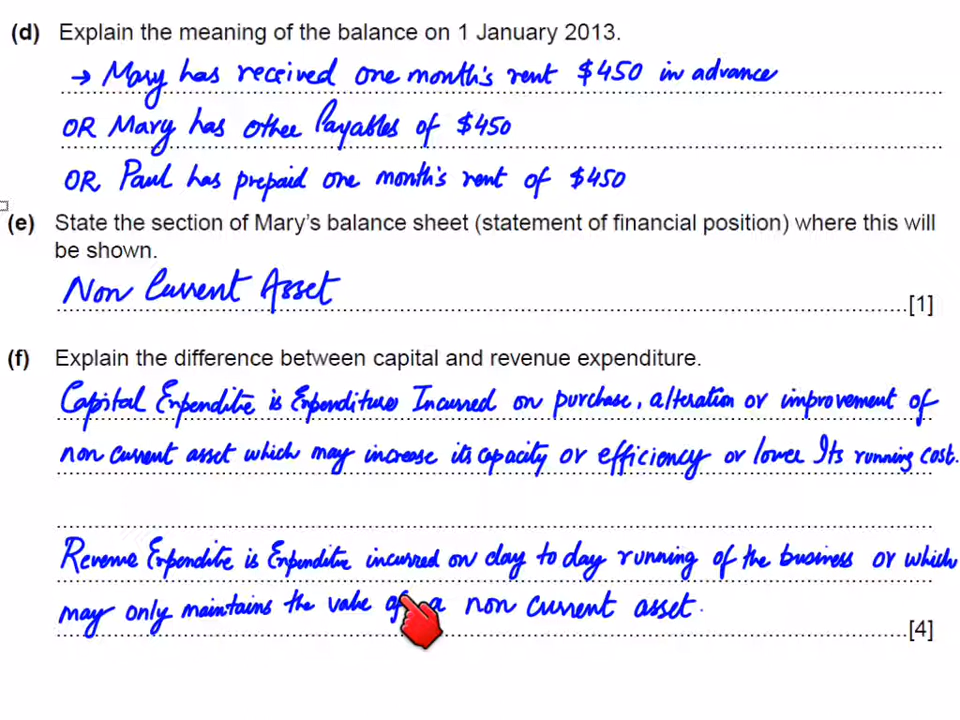 (d) Explain the meaning of the balance on 1 January 2013.
→ Mary has received one month's rent $450 in advance
OR Mary has other Payables of $450
OR Paul has prepaid one month's rent of $450
(e) State the section of Mary's balance sheet (statement of financial position) where this will
be shown.
Non Current Asset
[1]
(f) Explain the difference between capital and revenue expenditure.
Capital Expenditure is Expenditure Incurred on purchase, alteration or improvement of
non current asset which may increase its capacity or efficiency or lower Its running cost.
Revenue Expenditure is Expenditure incurred on day to day running of the business or which
may only maintains the value of a non current asset.
[4]